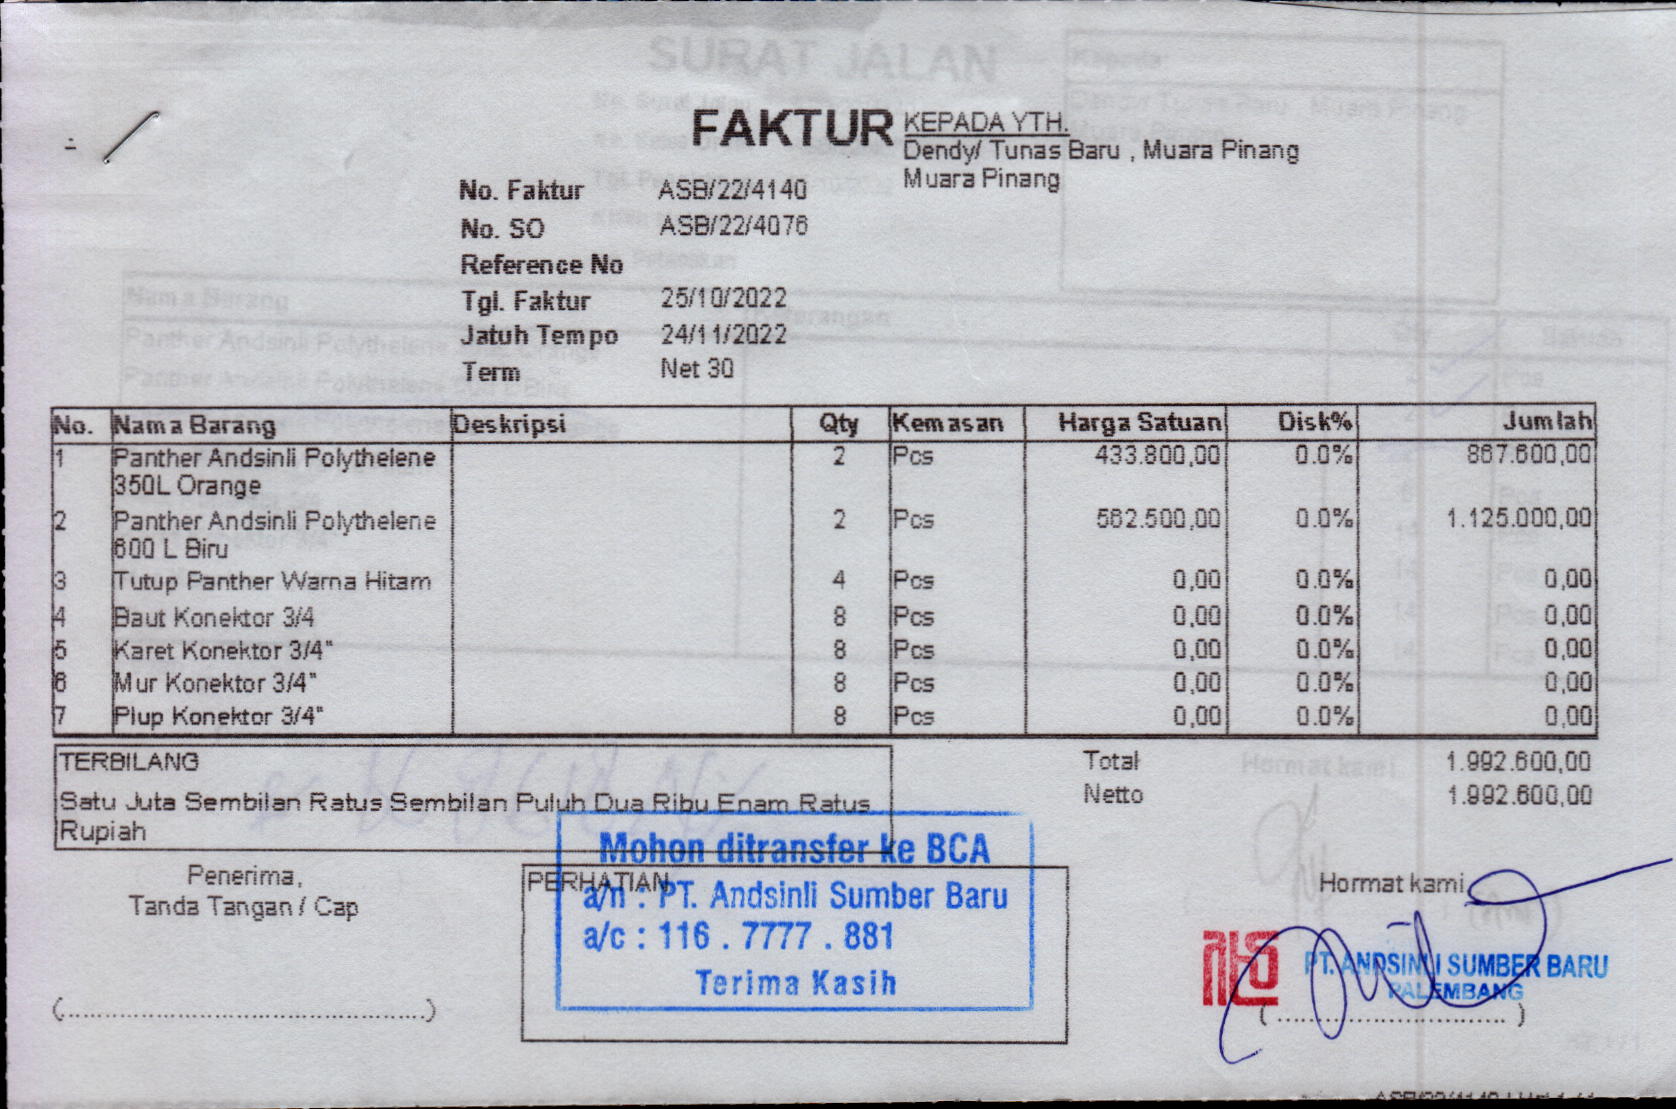 FAKTUR
KEPADA YTH.
Dendy/ Tunas Baru , Muara Pinang
Muara Pinang
No. Faktur ASB/22/4140
No. SO ASB/22/4076
Reference No
Tgl. Faktur 25/10/2022
Jatuh Tempo 24/11/2022
Term Net 30
No. Nama Barang Deskripsi Qty Kemasan Harga Satuan Disk% Jumlah
1 Panther Andsinli Polythelene 2 Pcs 433.800,00 0.0% 867.600,00
350L Orange
2 Panther Andsinli Polythelene 2 Pcs 562.500,00 0.0% 1.125.000,00
600 L Biru
3 Tutup Panther Warna Hitam 4 Pcs 0,00 0.0% 0,00
4 Baut Konektor 3/4 8 Pcs 0,00 0.0% 0,00
5 Karet Konektor 3/4" 8 Pcs 0,00 0.0% 0,00
6 Mur Konektor 3/4" 8 Pcs 0,00 0.0% 0,00
7 Plup Konektor 3/4" 8 Pcs 0,00 0.0% 0,00
TERBILANG
Satu Juta Sembilan Ratus Sembilan Puluh Dua Ribu Enam Ratus
Rupiah
Total 1.992.600,00
Netto 1.992.600,00
Penerima,
Tanda Tangan / Cap
(..........................................)
PERHATIAN
Mohon ditransfer ke BCA
a/n : PT. Andsinli Sumber Baru
a/c : 116 . 7777 . 881
Terima Kasih
Hormat kami
PT. ANDSINLI SUMBER BARU
PALEMBANG
(..............................)
SURAT JALAN
Kepada:
Nama Barang
Keterangan
Hormat kami